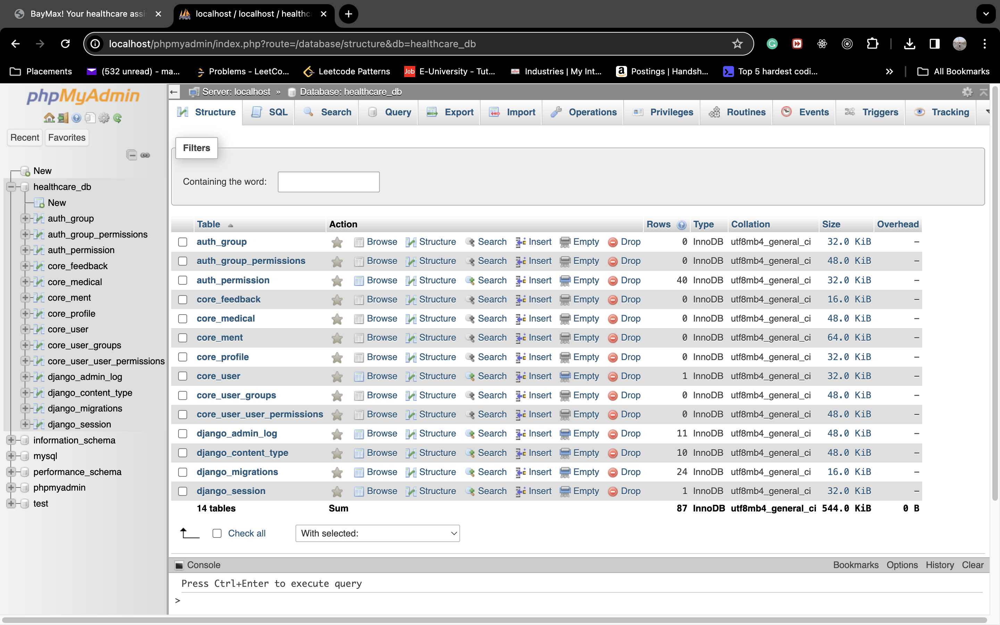 BayMax! Your healthcare assi
localhost / localhost / healthc
localhost/phpmyadmin/index.php?route=/database/structure&db=healthcare_db
Placements
(532 unread) - ma...
Problems - LeetCo...
Leetcode Patterns
Job E-University - Tut...
Industries | My Int...
Postings | Handsh...
Top 5 hardest codi...
All Bookmarks
phpMyAdmin
Recent Favorites
New
healthcare_db
New
auth_group
auth_group_permissions
auth_permission
core_feedback
core_medical
core_ment
core_profile
core_user
core_user_groups
core_user_user_permissions
django_admin_log
django_content_type
django_migrations
django_session
information_schema
mysql
performance_schema
phpmyadmin
test
Server: localhost » Database: healthcare_db
Structure SQL Search Query Export Import Operations Privileges Routines Events Triggers Tracking
Filters
Containing the word:
Table Action Rows Type Collation Size Overhead
auth_group Browse Structure Search Insert Empty Drop 0 InnoDB utf8mb4_general_ci 32.0 KiB –
auth_group_permissions Browse Structure Search Insert Empty Drop 0 InnoDB utf8mb4_general_ci 48.0 KiB –
auth_permission Browse Structure Search Insert Empty Drop 40 InnoDB utf8mb4_general_ci 32.0 KiB –
core_feedback Browse Structure Search Insert Empty Drop 0 InnoDB utf8mb4_general_ci 16.0 KiB –
core_medical Browse Structure Search Insert Empty Drop 0 InnoDB utf8mb4_general_ci 48.0 KiB –
core_ment Browse Structure Search Insert Empty Drop 0 InnoDB utf8mb4_general_ci 64.0 KiB –
core_profile Browse Structure Search Insert Empty Drop 0 InnoDB utf8mb4_general_ci 32.0 KiB –
core_user Browse Structure Search Insert Empty Drop 1 InnoDB utf8mb4_general_ci 32.0 KiB –
core_user_groups Browse Structure Search Insert Empty Drop 0 InnoDB utf8mb4_general_ci 48.0 KiB –
core_user_user_permissions Browse Structure Search Insert Empty Drop 0 InnoDB utf8mb4_general_ci 48.0 KiB –
django_admin_log Browse Structure Search Insert Empty Drop 11 InnoDB utf8mb4_general_ci 48.0 KiB –
django_content_type Browse Structure Search Insert Empty Drop 10 InnoDB utf8mb4_general_ci 48.0 KiB –
django_migrations Browse Structure Search Insert Empty Drop 24 InnoDB utf8mb4_general_ci 16.0 KiB –
django_session Browse Structure Search Insert Empty Drop 1 InnoDB utf8mb4_general_ci 32.0 KiB –
14 tables Sum 87 InnoDB utf8mb4_general_ci 544.0 KiB 0 B
Check all With selected:
Console Bookmarks Options History Clear
Press Ctrl+Enter to execute query
>